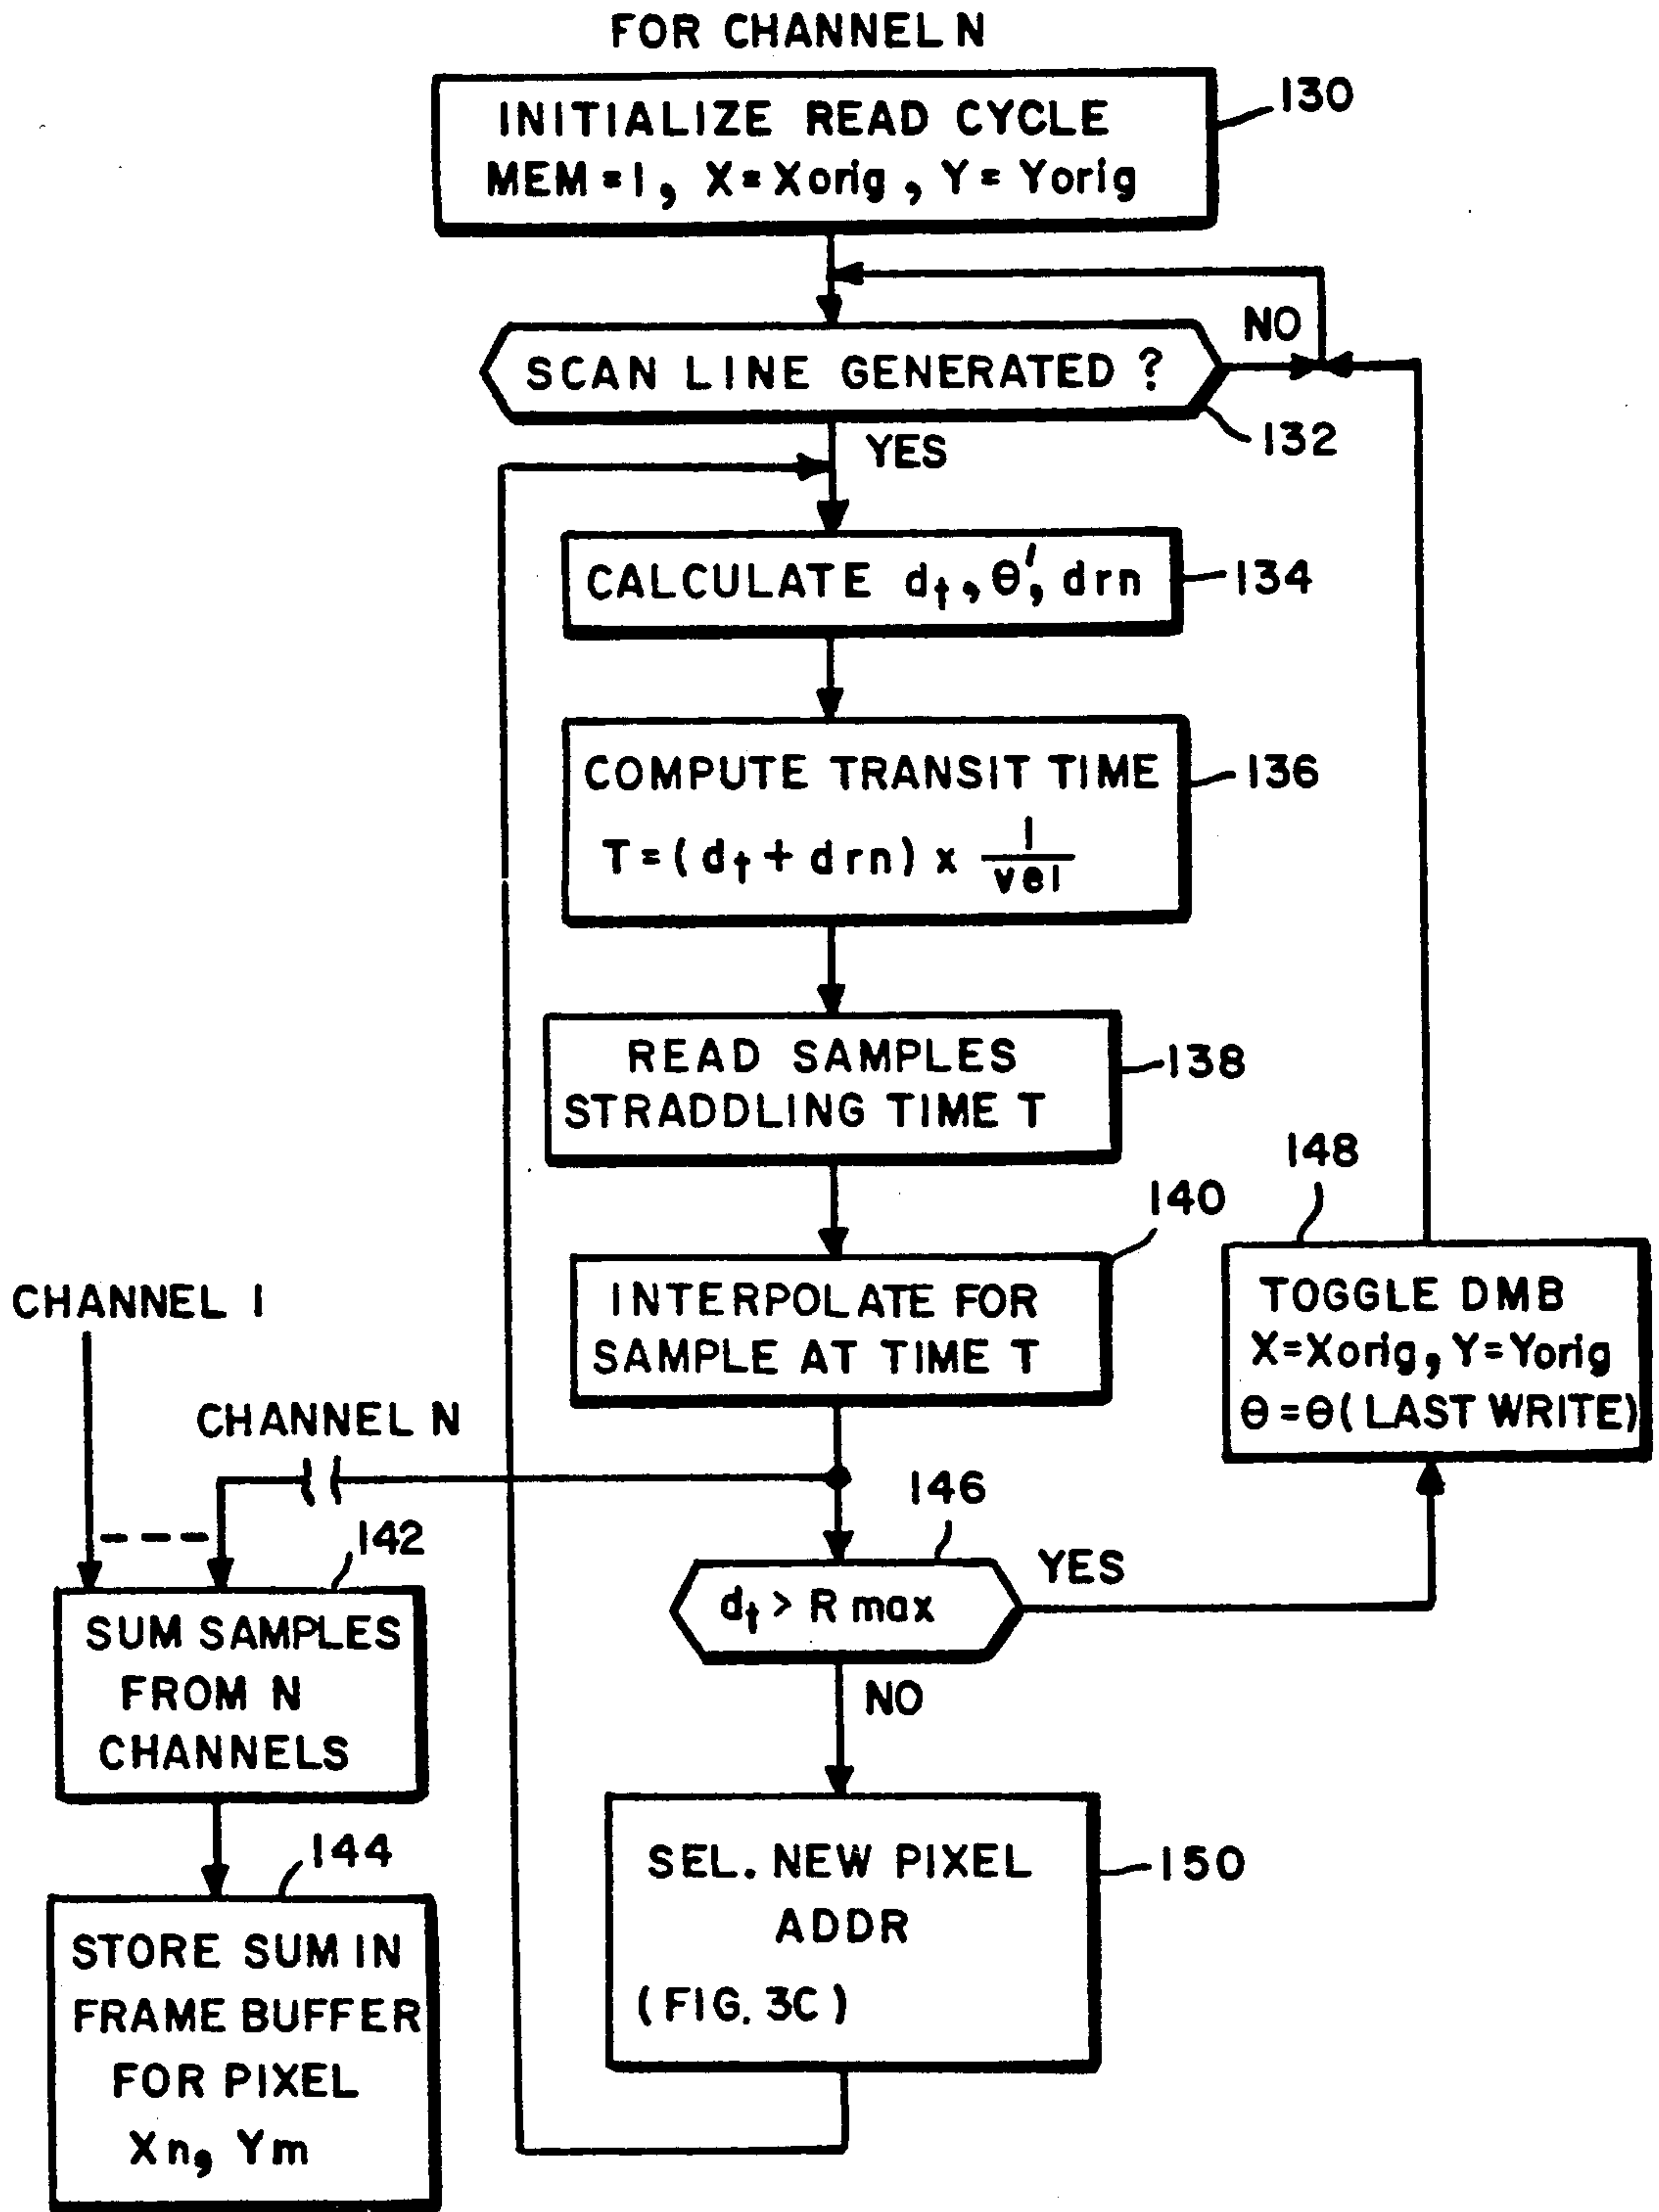 FOR CHANNEL N
INITIALIZE READ CYCLE
MEM = 1, X = Xorig, Y = Yorig
130
SCAN LINE GENERATED ?
NO
132
YES
CALCULATE dt, θ', drn
134
COMPUTE TRANSIT TIME
T = (dt + drn) x 1/vel
136
READ SAMPLES
STRADDLING TIME T
138
INTERPOLATE FOR
SAMPLE AT TIME T
140
148
TOGGLE DMB
X=Xorig, Y=Yorig
θ = θ (LAST WRITE)
CHANNEL 1
CHANNEL N
142
SUM SAMPLES
FROM N
CHANNELS
146
dt > R max
YES
NO
144
STORE SUM IN
FRAME BUFFER
FOR PIXEL
Xn, Ym
SEL. NEW PIXEL
ADDR
(FIG. 3C)
150